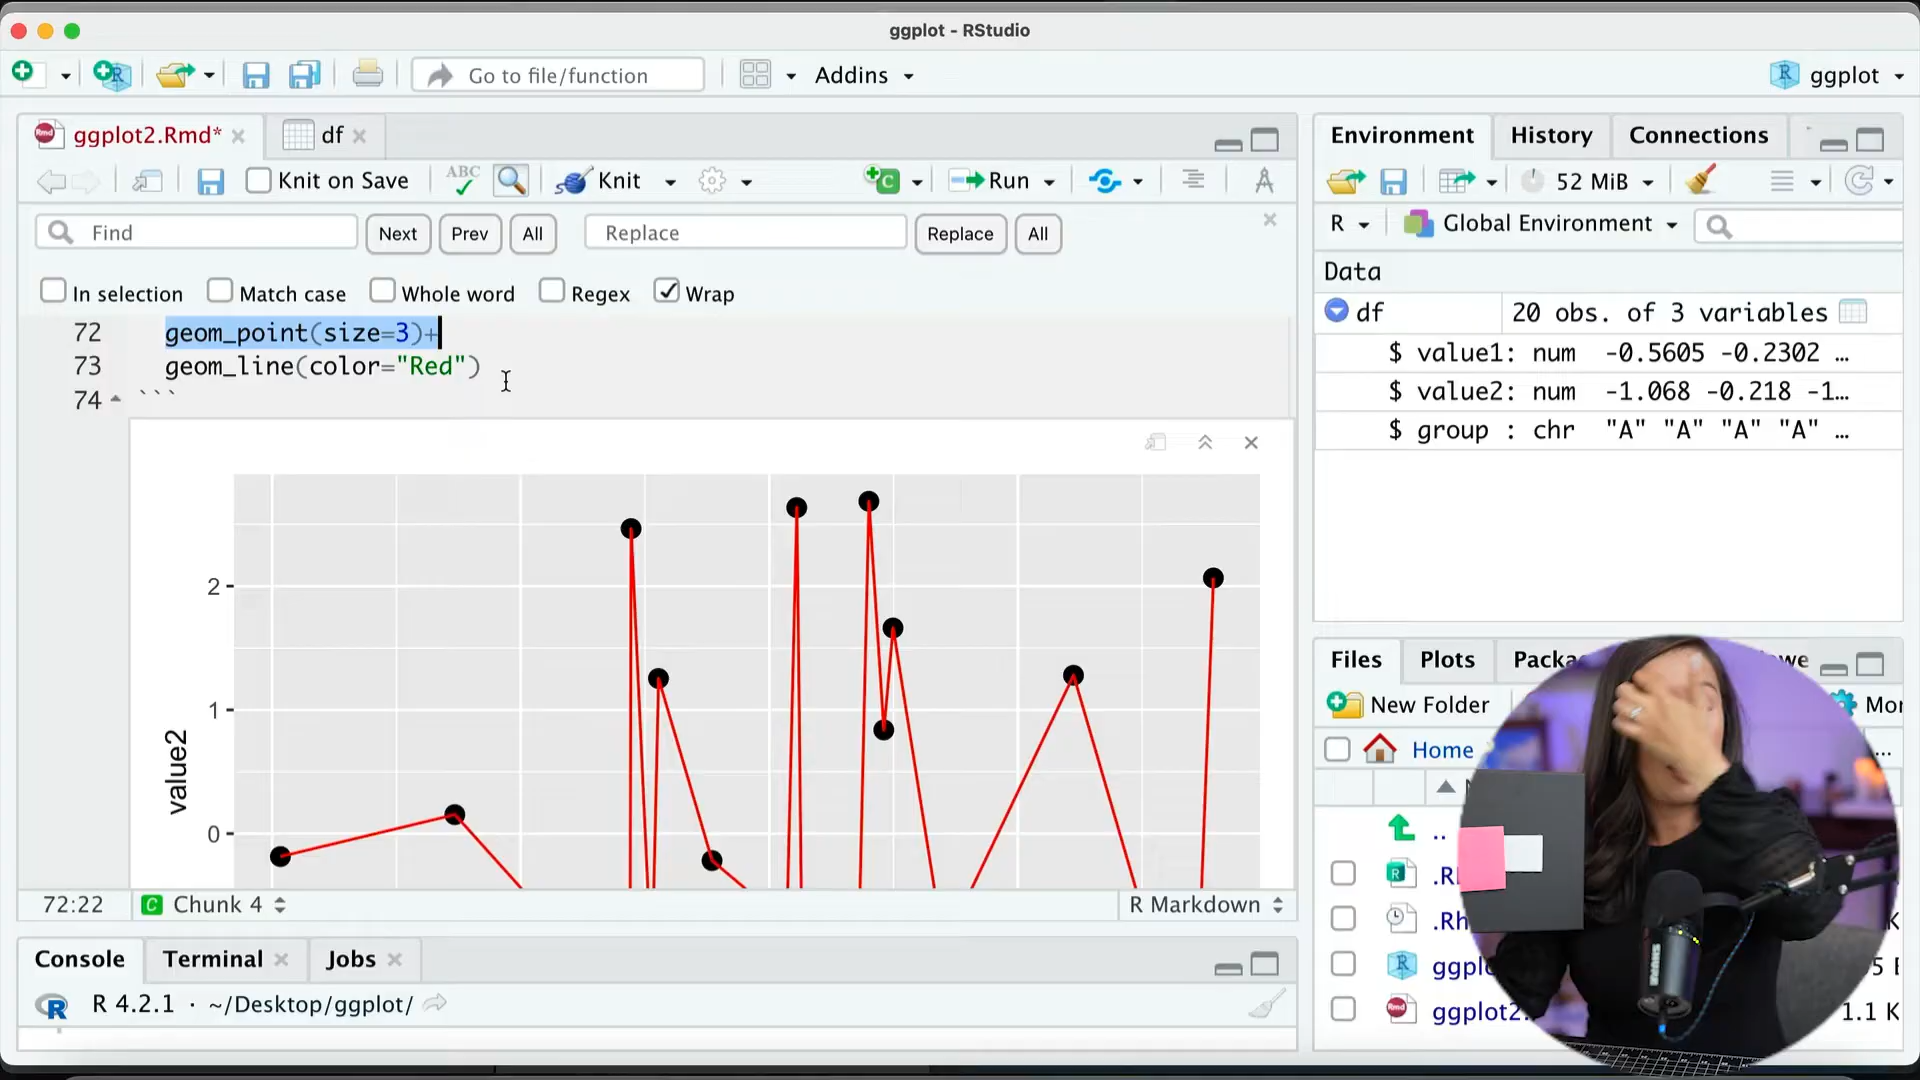 ggplot - RStudio
Go to file/function
Addins
ggplot
ggplot2.Rmd*
df
Knit on Save
ABC
Knit
Run
Find
Next
Prev
All
Replace
Replace
All
In selection
Match case
Whole word
Regex
Wrap
72 geom_point(size=3)+
73 geom_line(color="Red")
74 ```
2
1
0
value2
72:22
Chunk 4
R Markdown
Console
Terminal
Jobs
R 4.2.1 · ~/Desktop/ggplot/
Environment
History
Connections
52 MiB
R
Global Environment
Data
df 20 obs. of 3 variables
$ value1: num -0.5605 -0.2302 …
$ value2: num -1.068 -0.218 -1…
$ group : chr "A" "A" "A" "A" …
Files
Plots
New Folder
Home
..